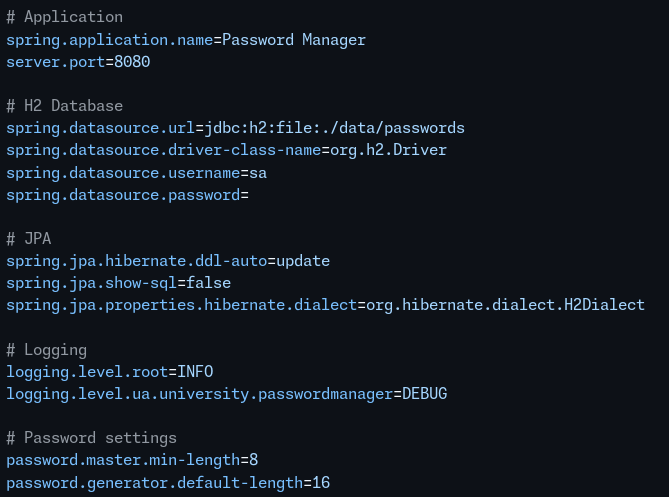 # Application
spring.application.name=Password Manager
server.port=8080
# H2 Database
spring.datasource.url=jdbc:h2:file:./data/passwords
spring.datasource.driver-class-name=org.h2.Driver
spring.datasource.username=sa
spring.datasource.password=
# JPA
spring.jpa.hibernate.ddl-auto=update
spring.jpa.show-sql=false
spring.jpa.properties.hibernate.dialect=org.hibernate.dialect.H2Dialect
# Logging
logging.level.root=INFO
logging.level.ua.university.passwordmanager=DEBUG
# Password settings
password.master.min-length=8
password.generator.default-length=16